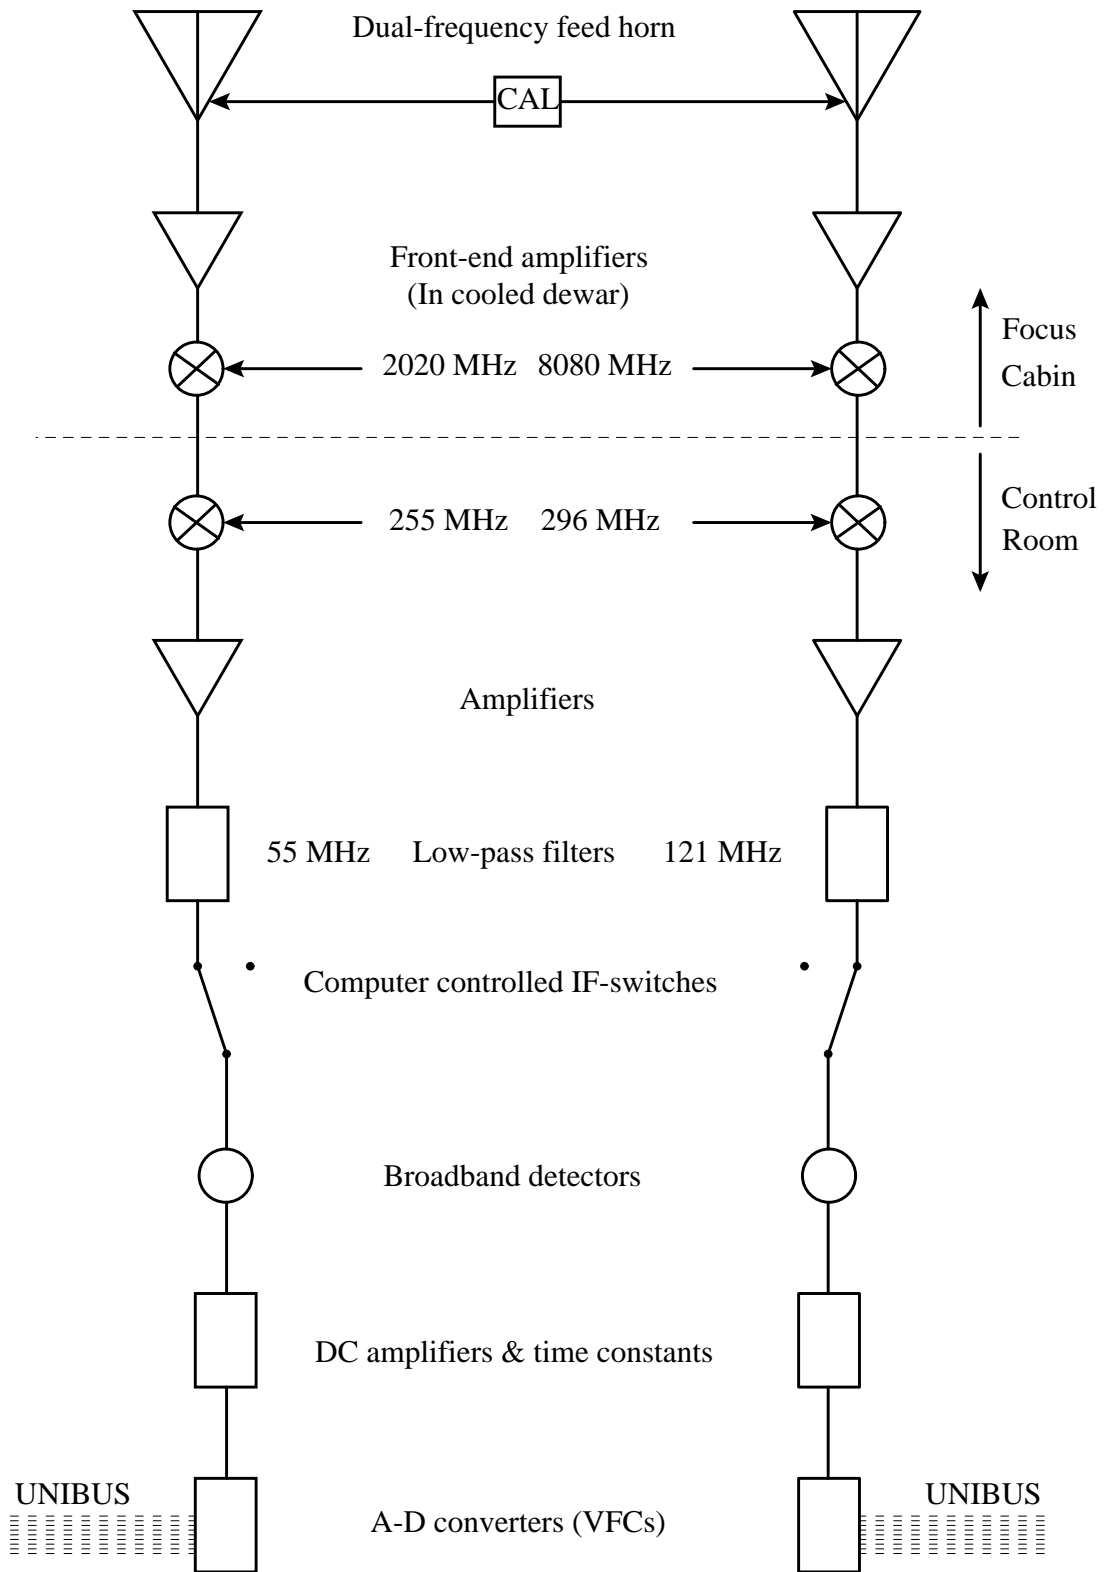 Dual-frequency feed horn
CAL
Front-end amplifiers
(In cooled dewar)
Focus
Cabin
2020 MHz 8080 MHz
Control
Room
255 MHz 296 MHz
Amplifiers
55 MHz Low-pass filters 121 MHz
Computer controlled IF-switches
Broadband detectors
DC amplifiers & time constants
UNIBUS
UNIBUS
A-D converters (VFCs)